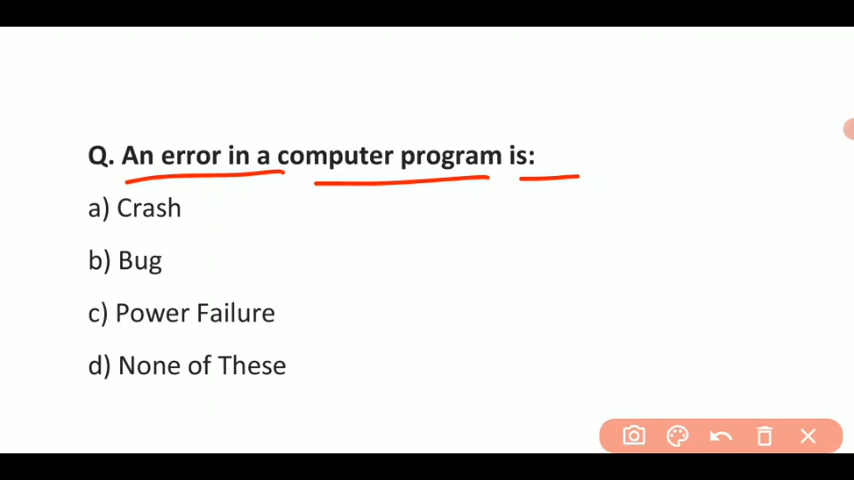 Q. An error in a computer program is:
a) Crash
b) Bug
c) Power Failure
d) None of These